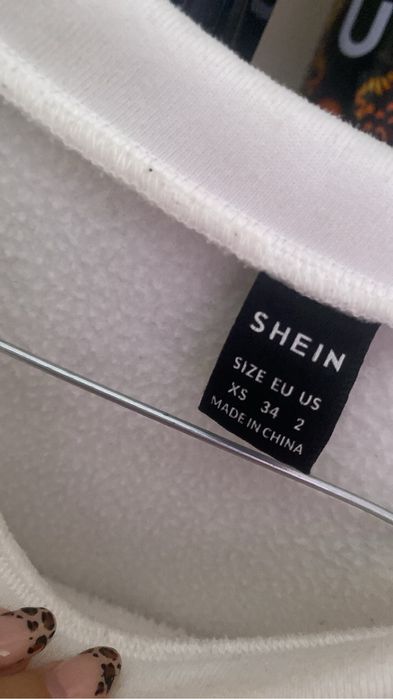 U
SHEIN
SIZE EU US
XS 34 2
MADE IN CHINA